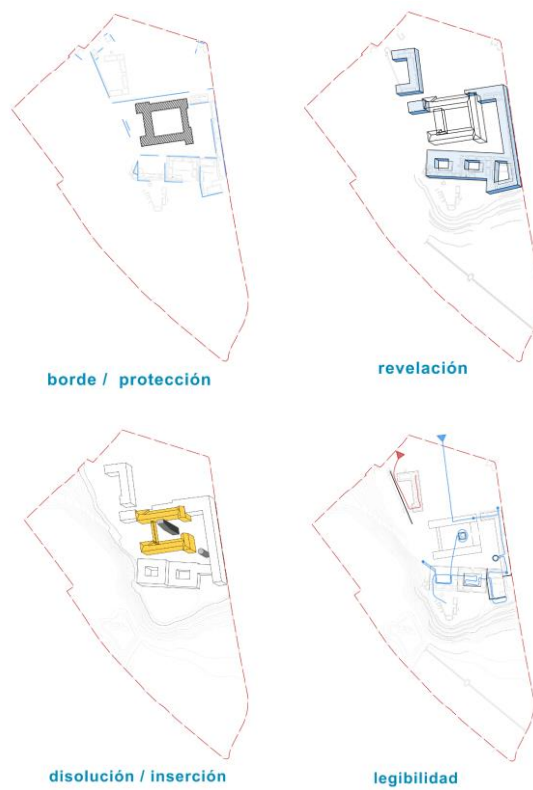 borde / protección
revelación
disolución / inserción
legibilidad